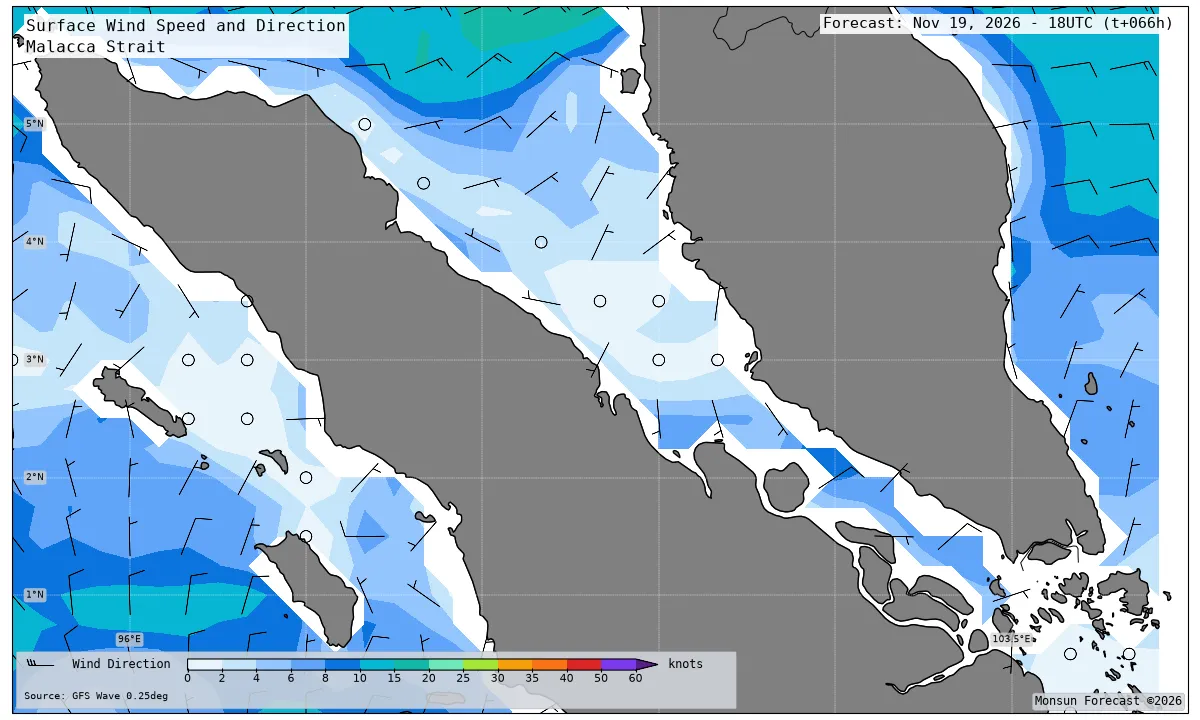 Surface Wind Speed and Direction
Malacca Strait
Forecast: Nov 19, 2026 - 18UTC (t+066h)
5°N
4°N
3°N
2°N
1°N
96°E
103.5°E
Wind Direction
knots
0 2 4 6 8 10 15 20 25 30 35 40 50 60
Source: GFS Wave 0.25deg
Monsun Forecast ©2026